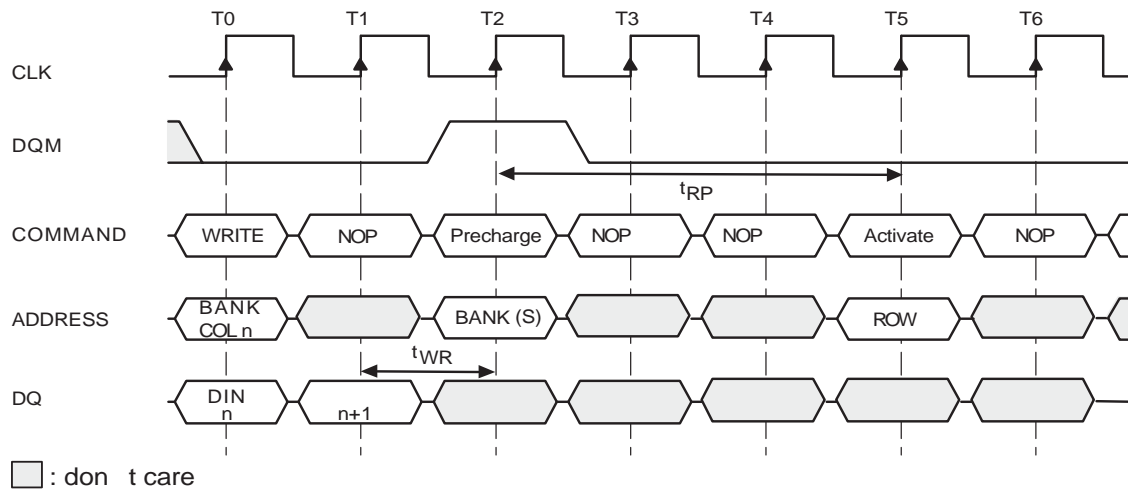 T0 T1 T2 T3 T4 T5 T6
CLK
DQM
tRP
COMMAND WRITE NOP Precharge NOP NOP Activate NOP
ADDRESS BANK COL n BANK (S) ROW
tWR
DQ DIN n n+1
: don t care